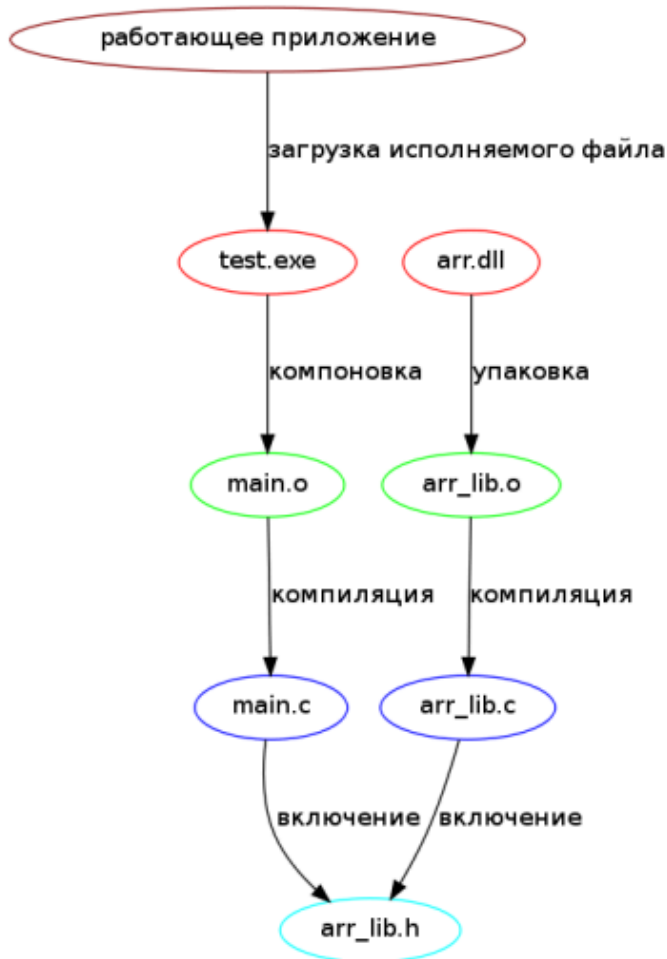 работающее приложение
загрузка исполняемого файла
test.exe
arr.dll
компоновка
упаковка
main.o
arr_lib.o
компиляция
компиляция
main.c
arr_lib.c
включение
включение
arr_lib.h